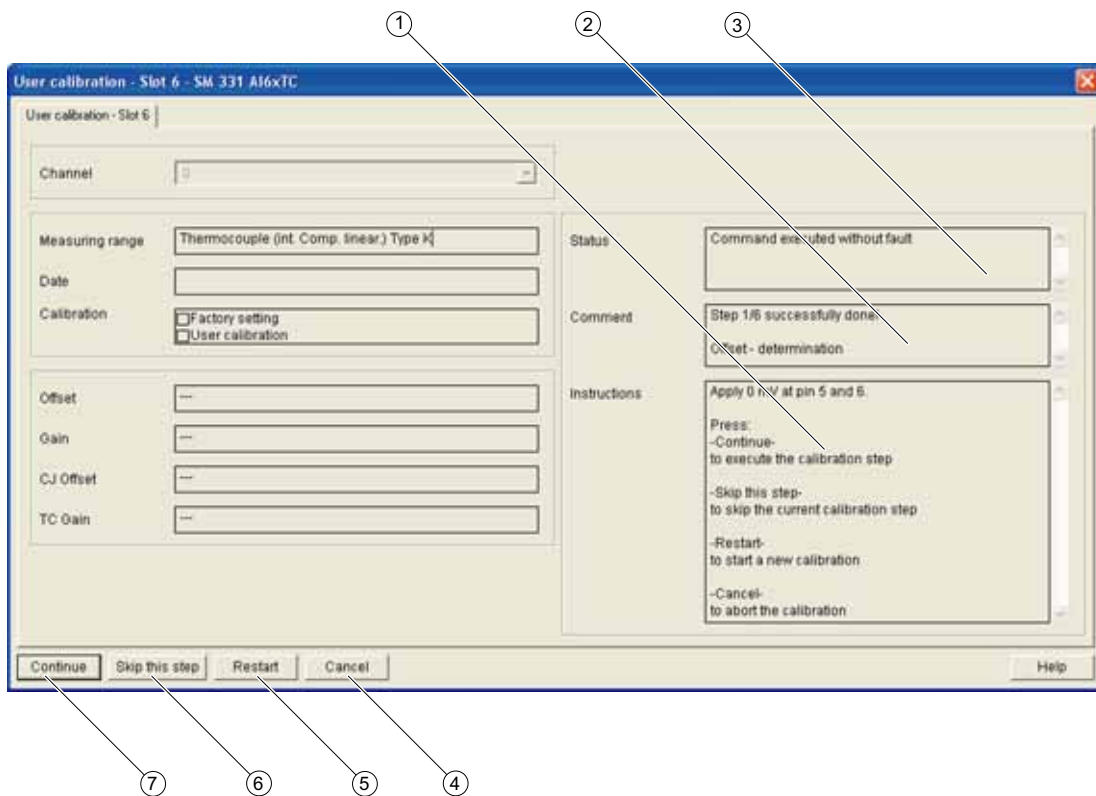 1 2 3
User calibration - Slot 6 - SM 331 AI6xTC
User calibration - Slot 6
Channel 0
Measuring range Thermocouple (int. Comp. linear.) Type K
Date
Calibration Factory setting
User calibration
Offset ---
Gain ---
CJ Offset ---
TC Gain ---
Status Command executed without fault
Comment Step 1/6 successfully done.
Offset - determination
Instructions Apply 0 mV at pin 5 and 6.
Press:
-Continue-
to execute the calibration step
-Skip this step-
to skip the current calibration step
-Restart-
to start a new calibration
-Cancel-
to abort the calibration
Continue Skip this step Restart Cancel Help
7 6 5 4